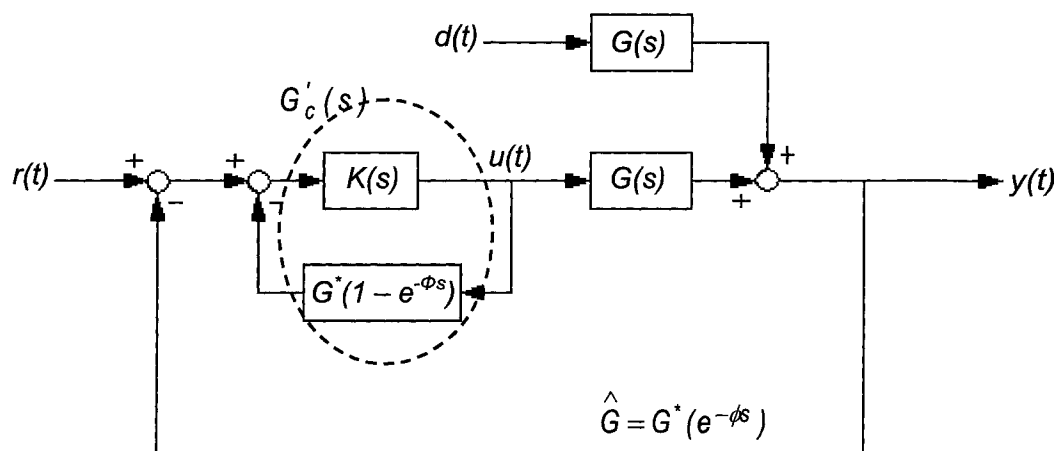 d(t)
G(s)
G'c(s)
r(t)
+
−
+
−
K(s)
u(t)
G(s)
+
+
y(t)
G*(1 − e^-Φs)
Ĝ = G*(e^−ϕs)